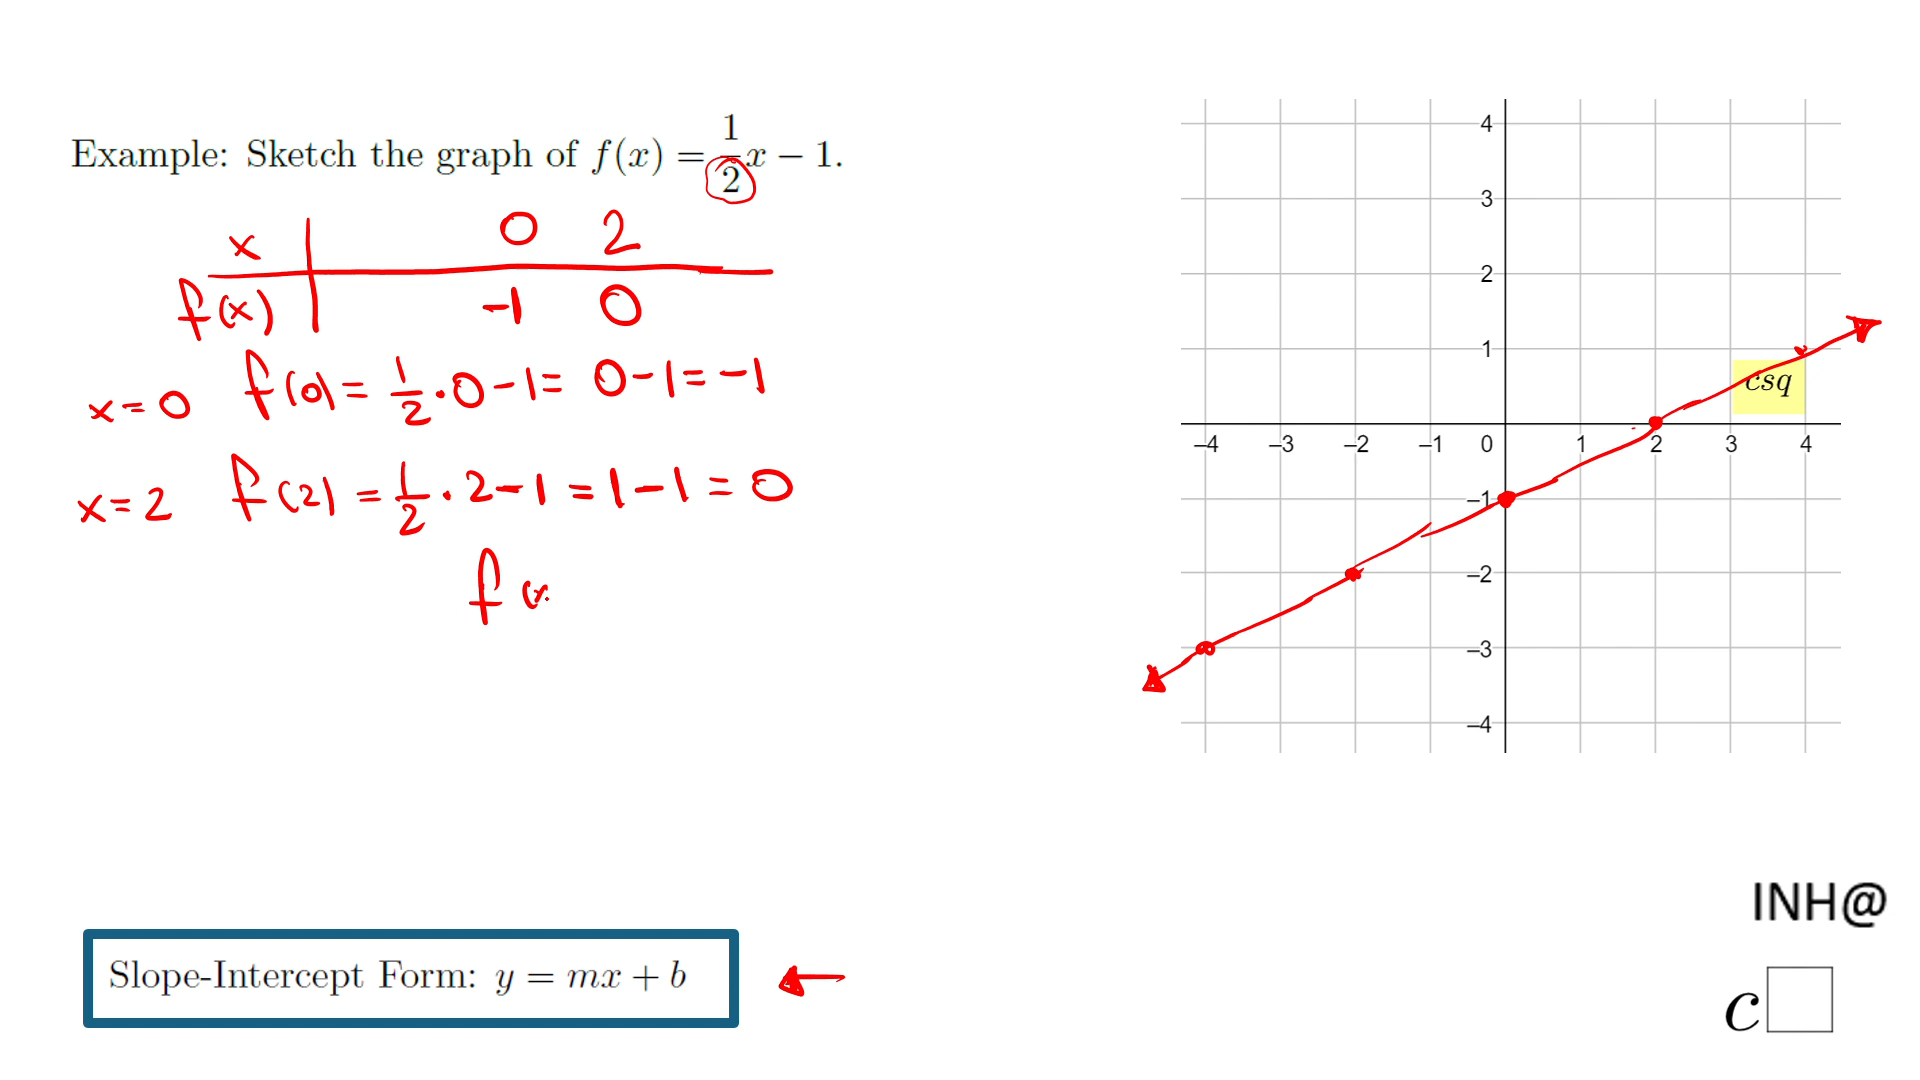 Example: Sketch the graph of f(x) = 1/2 x − 1.
x | 0 2
f(x) | -1 0
x=0 f(0) = 1/2 · 0 - 1 = 0 - 1 = -1
x=2 f(2) = 1/2 · 2 - 1 = 1 - 1 = 0
f(x
Slope-Intercept Form: y = mx + b
4
3
2
1
csq
–4 –3 –2 –1 0 1 2 3 4
–1
–2
–3
–4
INH@
c